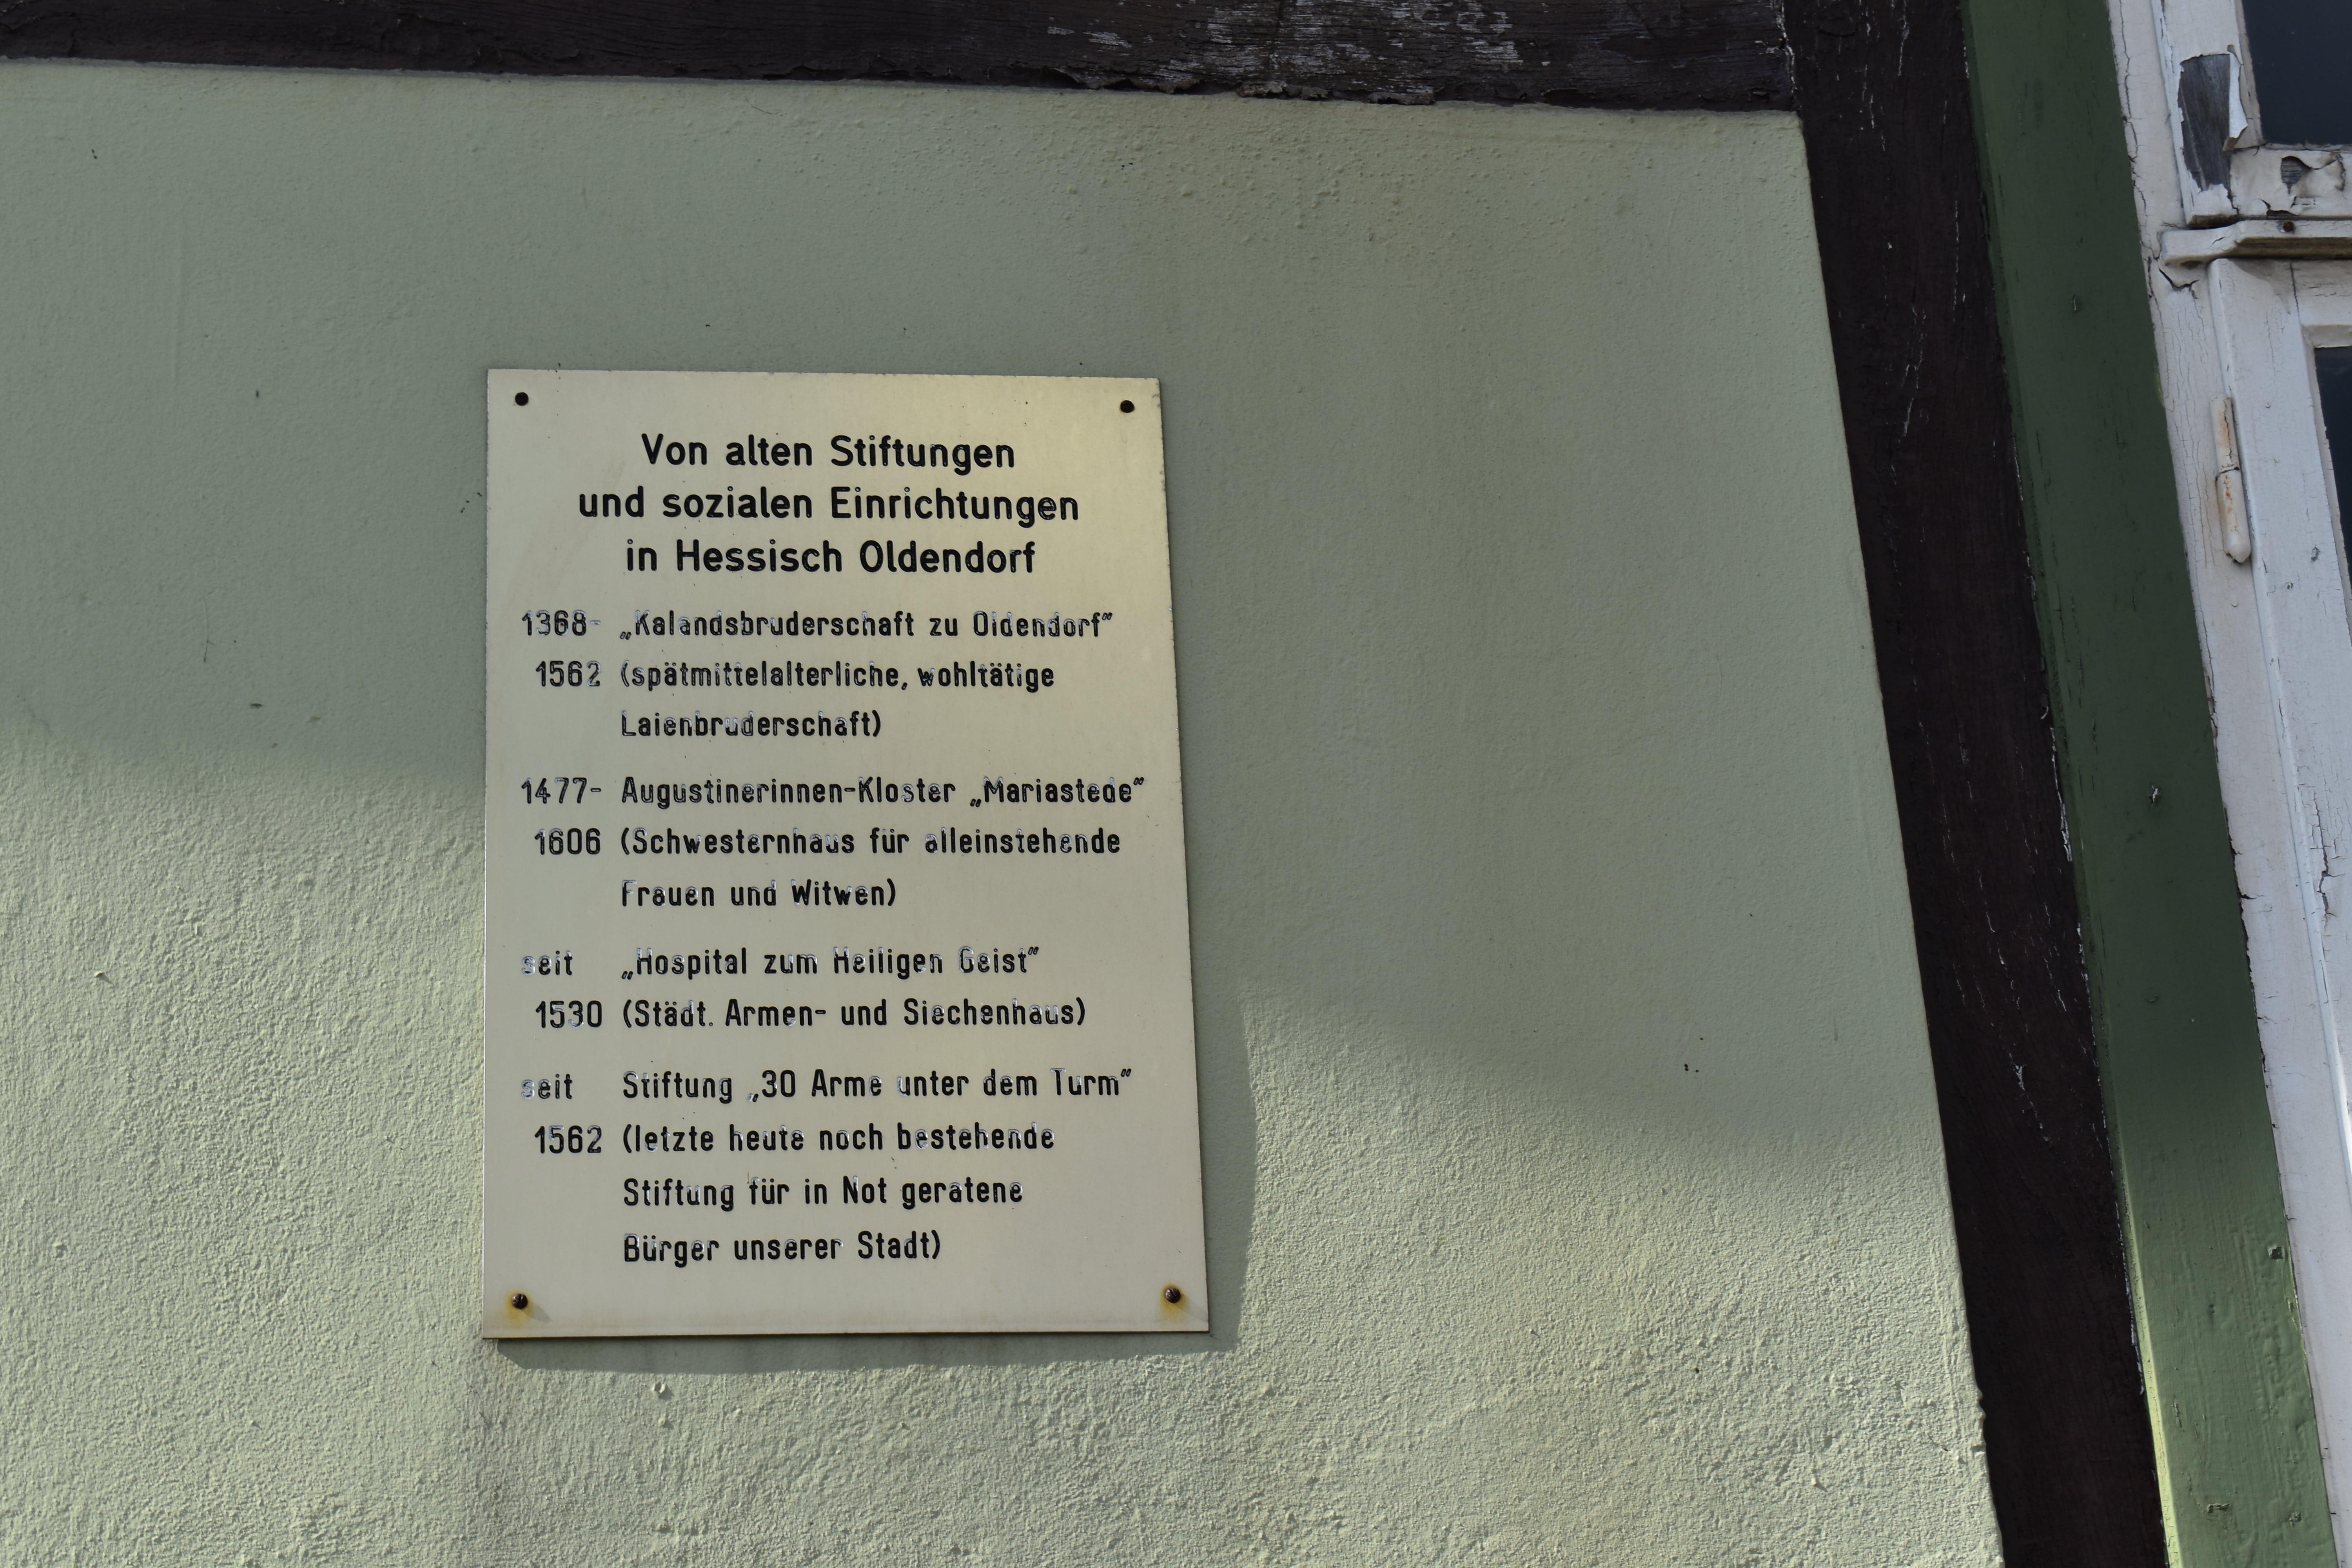 Von alten Stiftungen
und sozialen Einrichtungen
in Hessisch Oldendorf
1368- „Kalandsbruderschaft zu Oldendorf”
1562 (spätmittelalterliche, wohltätige
Laienbruderschaft)
1477- Augustinerinnen-Kloster „Mariastede”
1606 (Schwesternhaus für alleinstehende
Frauen und Witwen)
seit „Hospital zum Heiligen Geist”
1530 (Städt. Armen- und Siechenhaus)
seit Stiftung „30 Arme unter dem Turm”
1562 (letzte heute noch bestehende
Stiftung für in Not geratene
Bürger unserer Stadt)